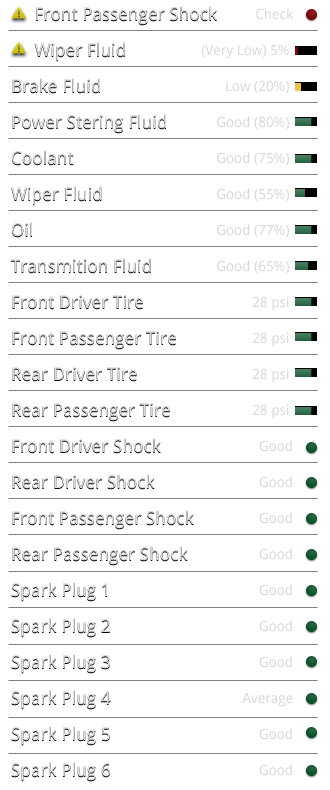 Front Passenger Shock Check
Wiper Fluid (Very Low) 5%
Brake Fluid Low (20%)
Power Stering Fluid Good (80%)
Coolant Good (75%)
Wiper Fluid Good (55%)
Oil Good (77%)
Transmition Fluid Good (65%)
Front Driver Tire 28 psi
Front Passenger Tire 28 psi
Rear Driver Tire 28 psi
Rear Passenger Tire 28 psi
Front Driver Shock Good
Rear Driver Shock Good
Front Passenger Shock Good
Rear Passenger Shock Good
Spark Plug 1 Good
Spark Plug 2 Good
Spark Plug 3 Good
Spark Plug 4 Average
Spark Plug 5 Good
Spark Plug 6 Good